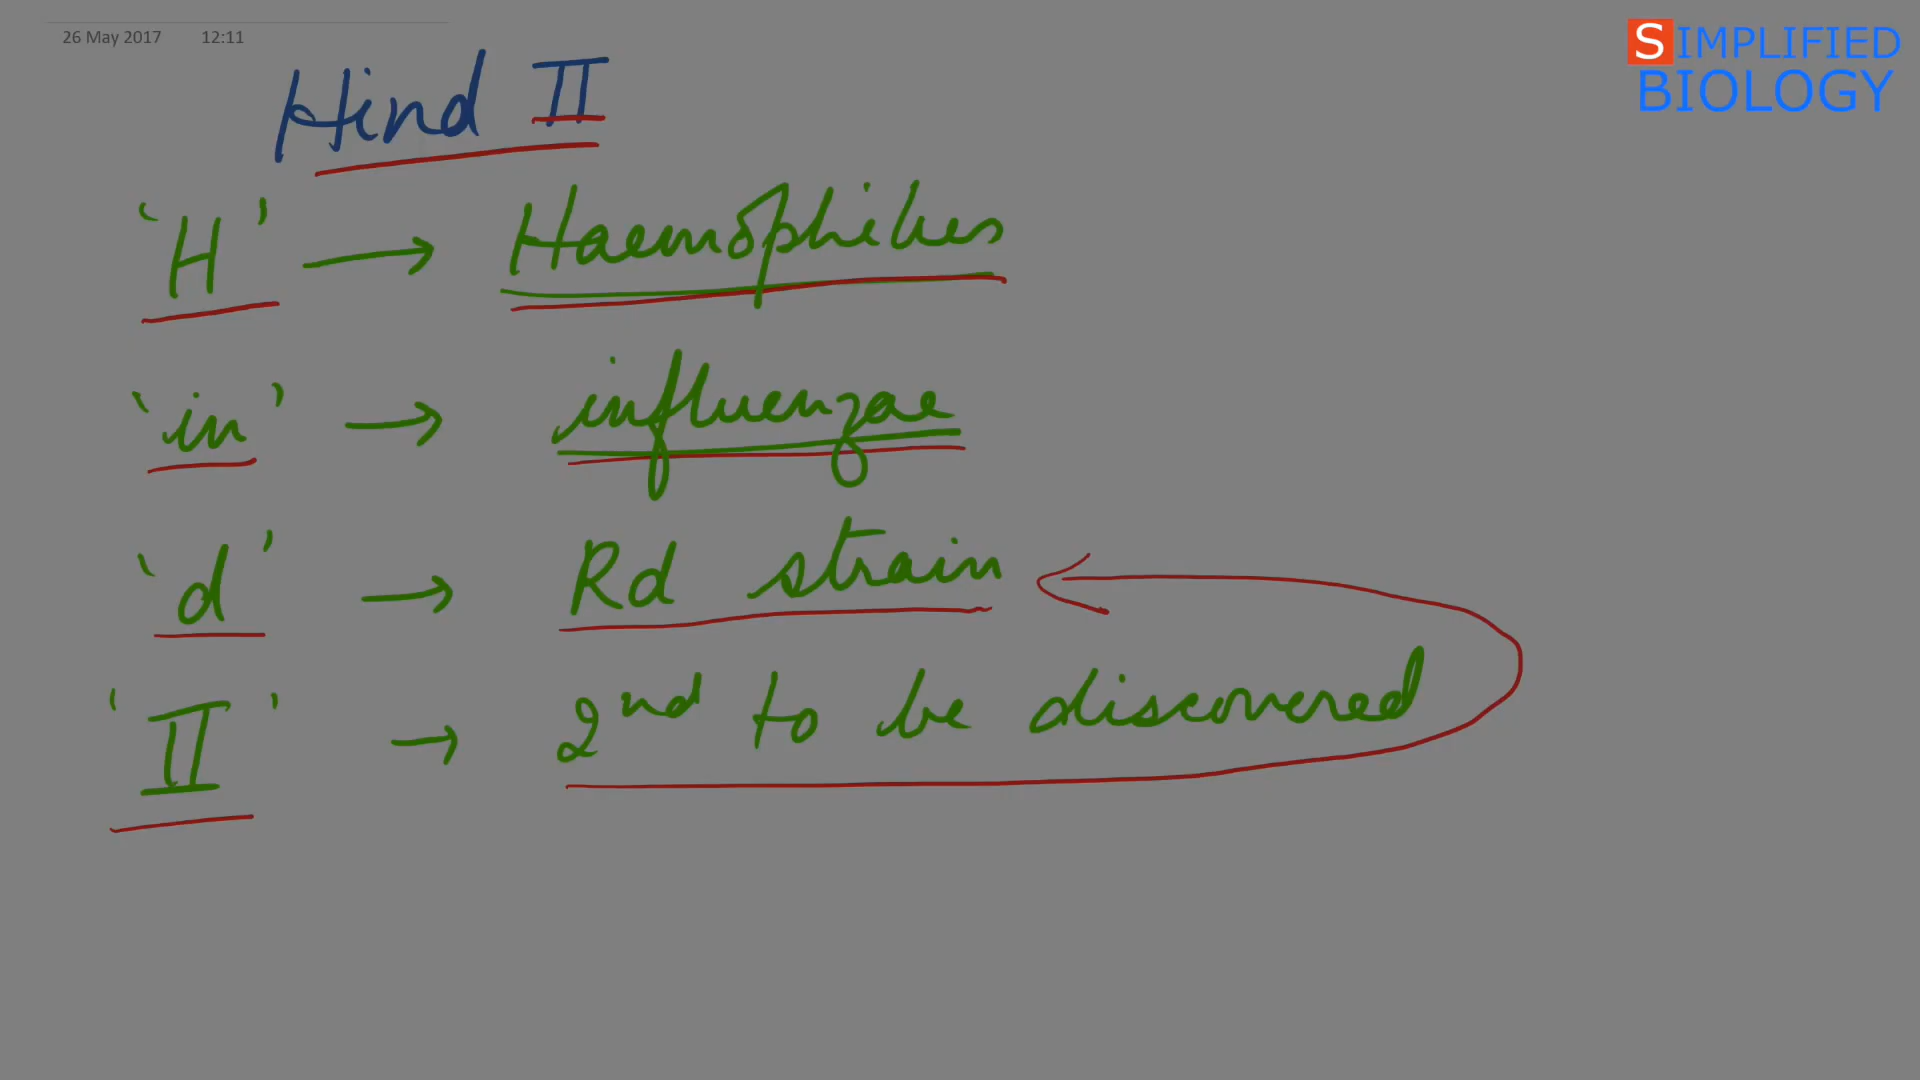 26 May 2017 12:11
SIMPLIFIED
BIOLOGY
Hind II
'H' → Haemophilus
'in' → influenzae
'd' → Rd strain
'II' → 2nd to be discovered